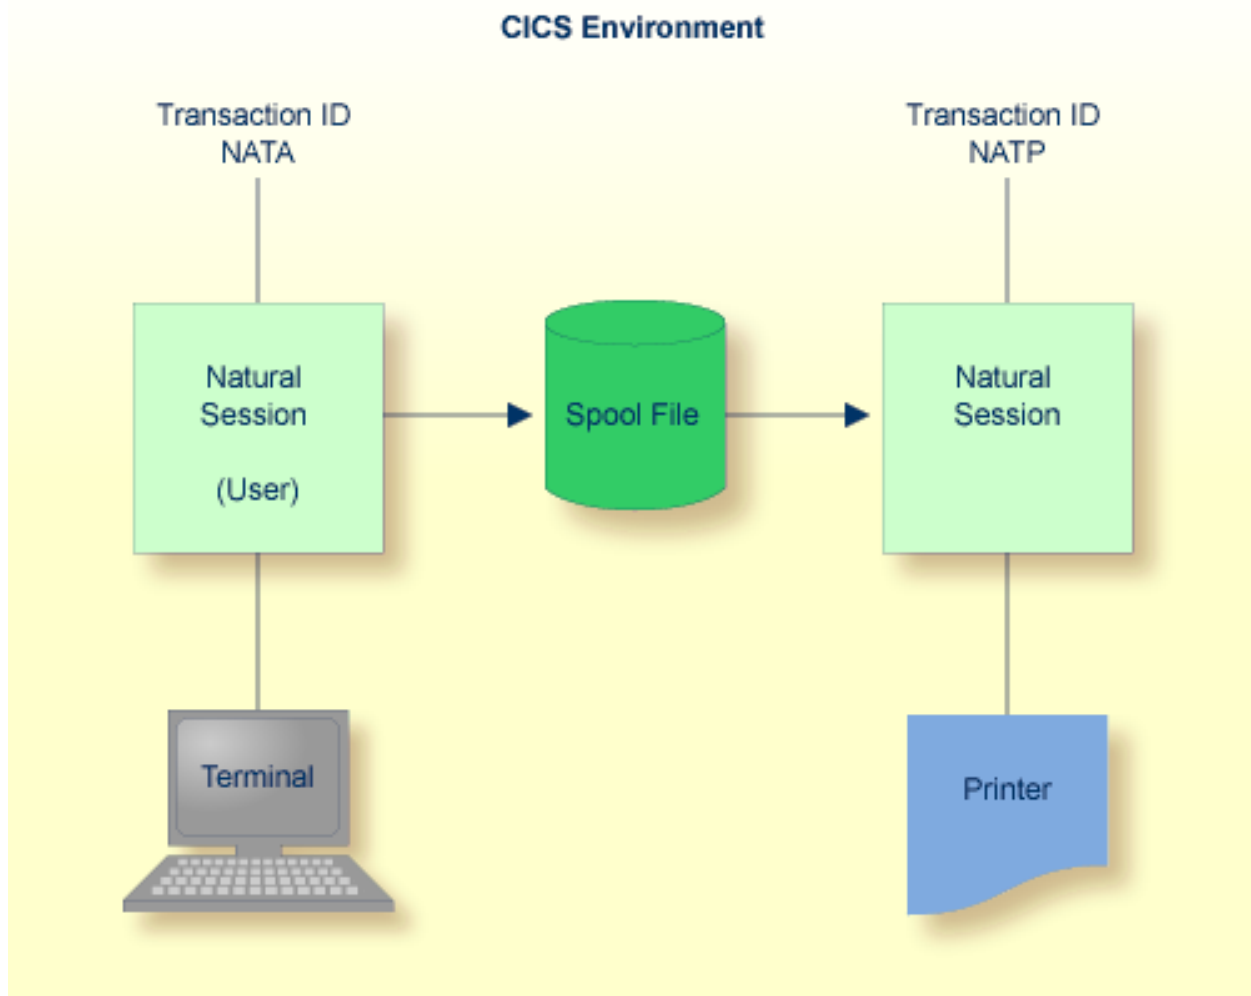 CICS Environment
Transaction ID
NATA
Transaction ID
NATP
Natural
Session
(User)
Spool File
Natural
Session
Terminal
Printer